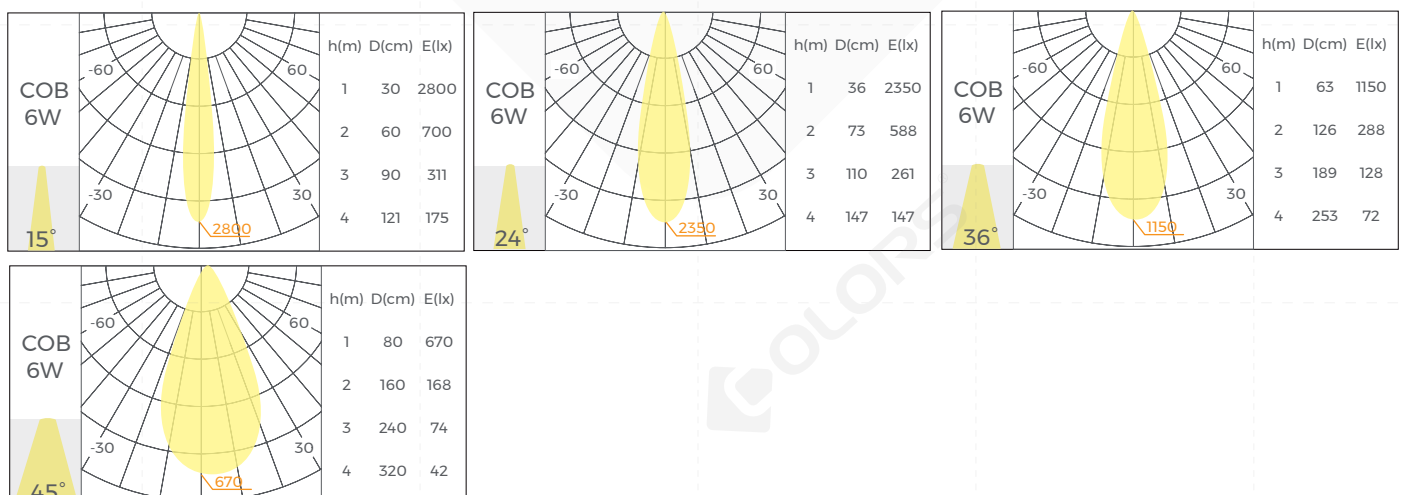 COB
6W
15°
-60
60
-30
30
2800
h(m) D(cm) E(lx)
1 30 2800
2 60 700
3 90 311
4 121 175
COB
6W
24°
-60
60
-30
30
2350
h(m) D(cm) E(lx)
1 36 2350
2 73 588
3 110 261
4 147 147
COB
6W
36°
-60
60
-30
30
1150
h(m) D(cm) E(lx)
1 63 1150
2 126 288
3 189 128
4 253 72
COB
6W
45°
-60
60
-30
30
670
h(m) D(cm) E(lx)
1 80 670
2 160 168
3 240 74
4 320 42
COLORS